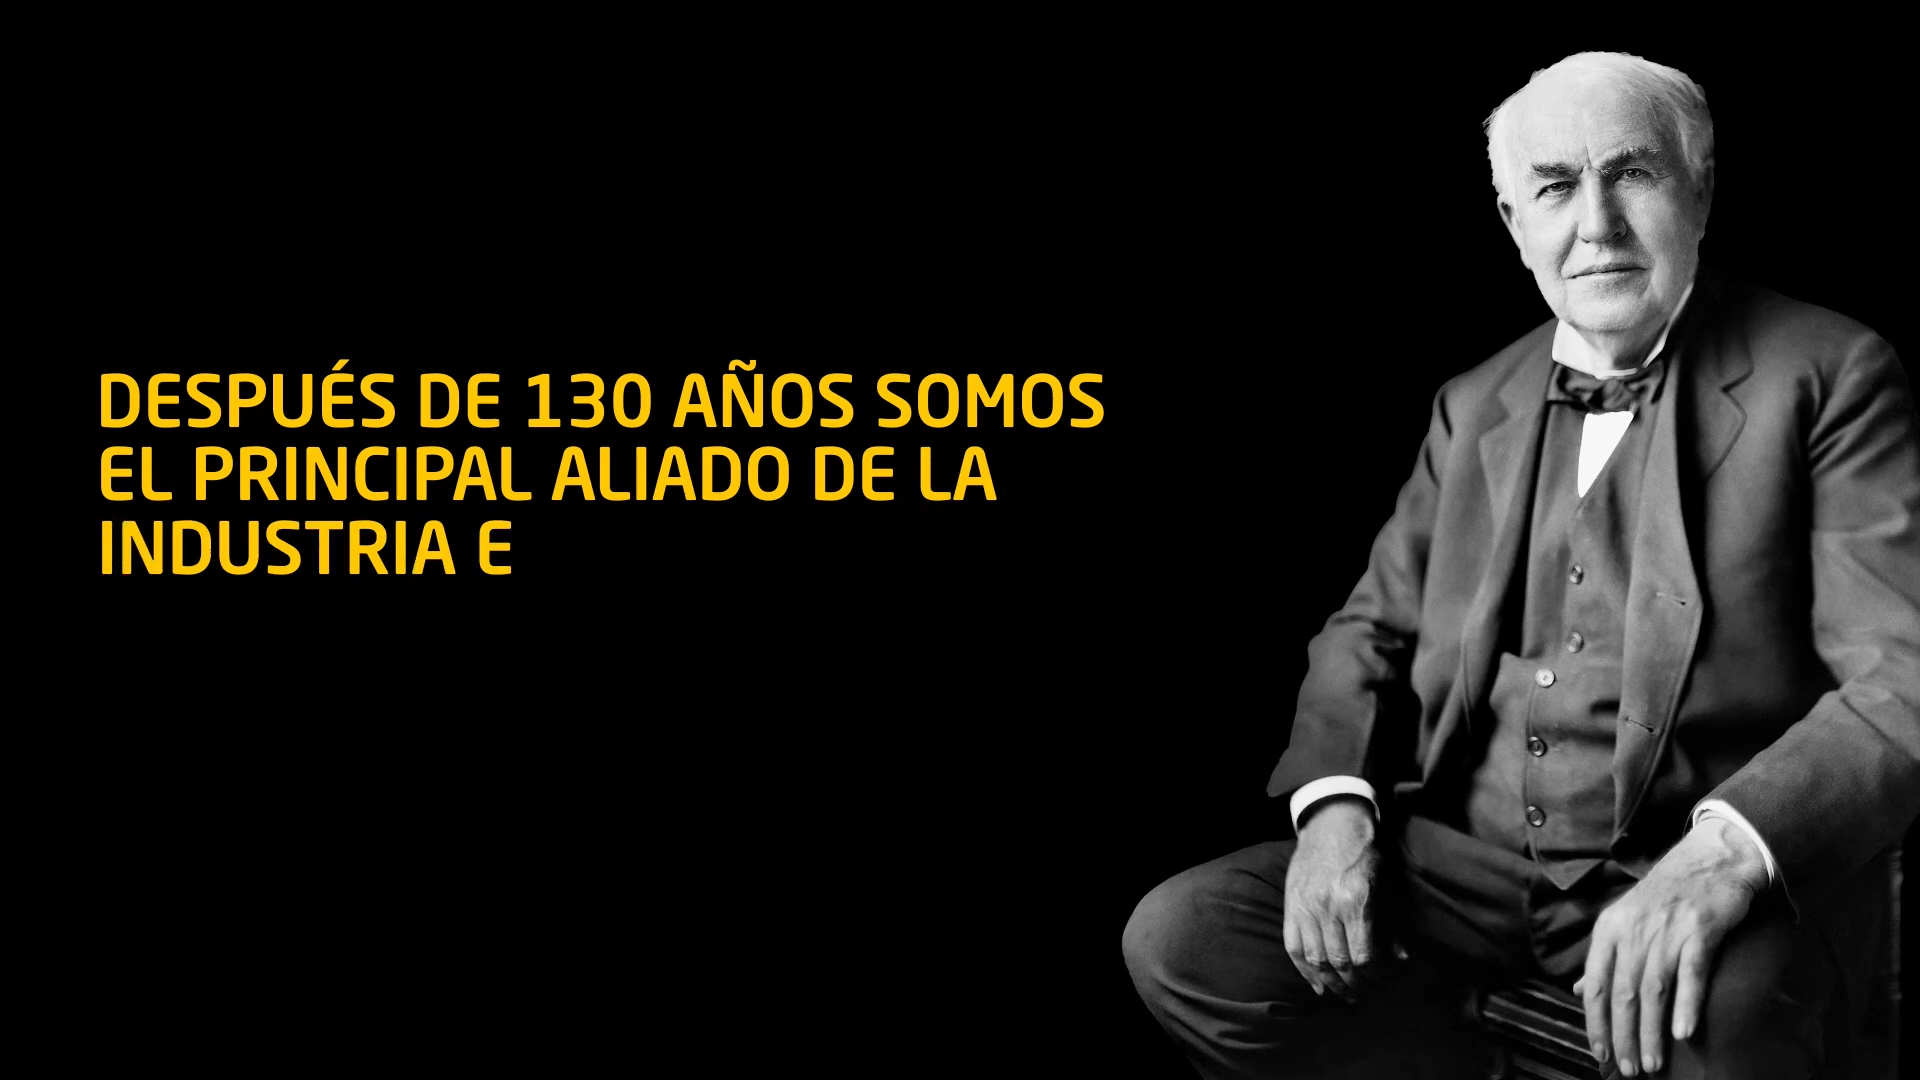 DESPUÉS DE 130 AÑOS SOMOS
EL PRINCIPAL ALIADO DE LA
INDUSTRIA E